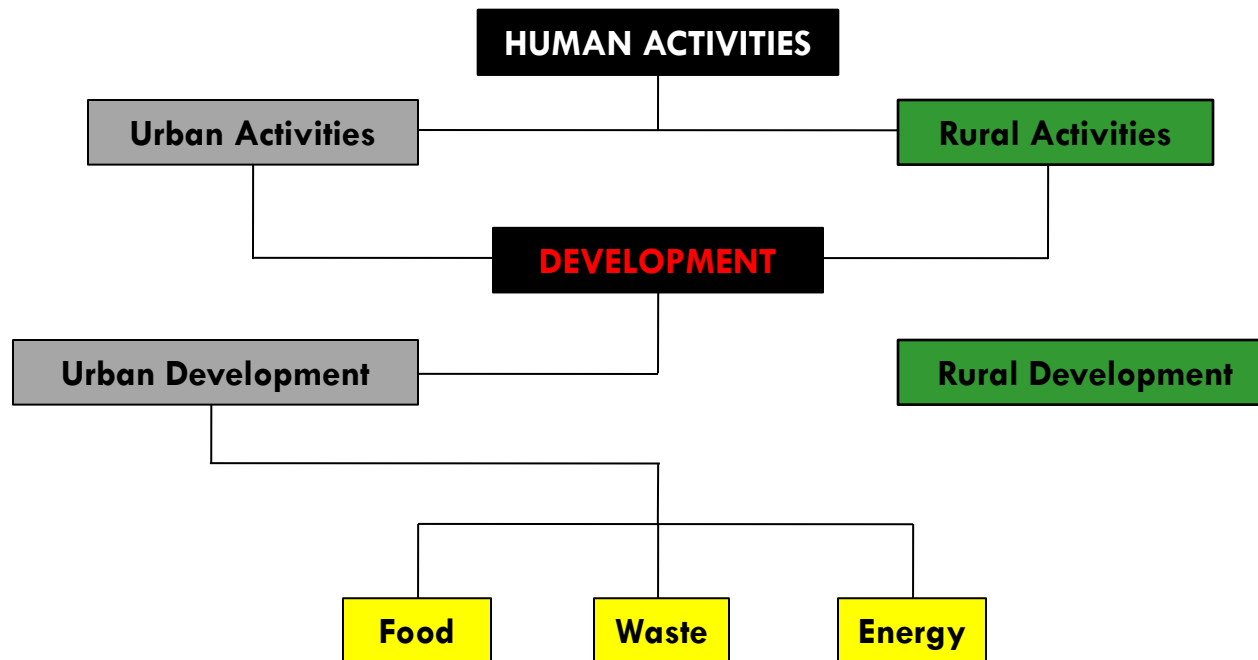 HUMAN ACTIVITIES
Urban Activities
Rural Activities
DEVELOPMENT
Urban Development
Rural Development
Food
Waste
Energy